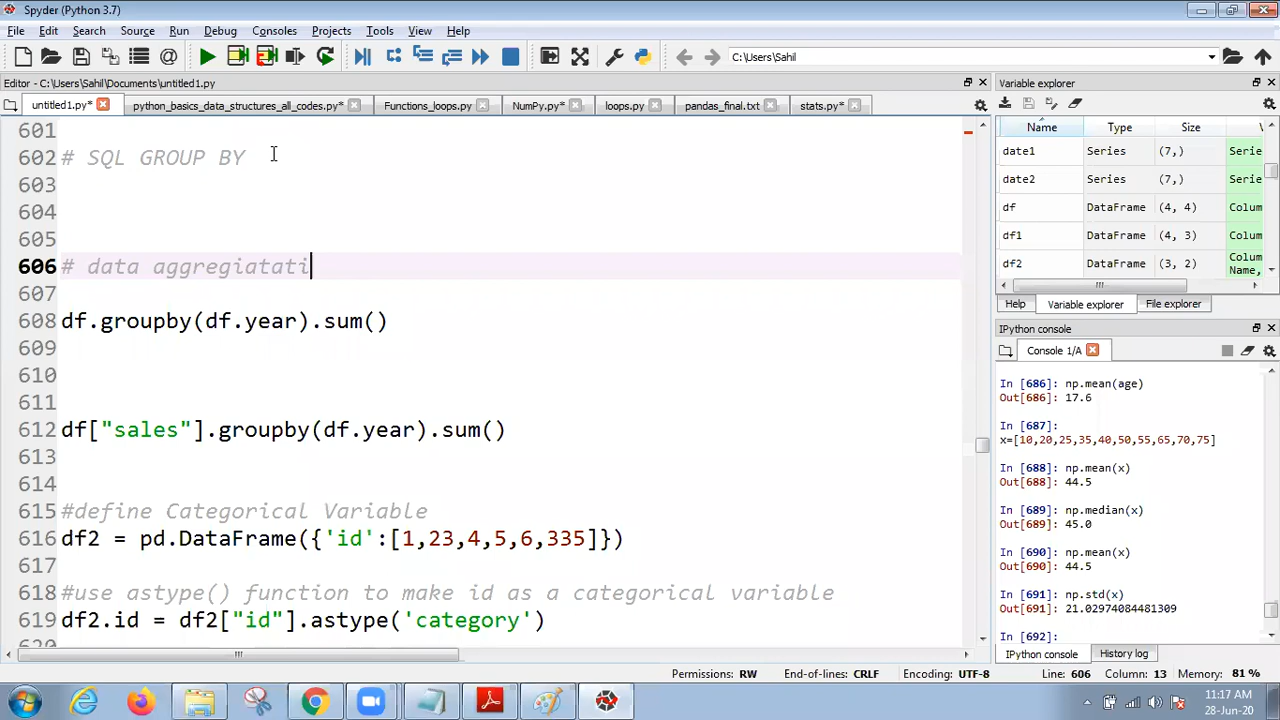 Spyder (Python 3.7)
File Edit Search Source Run Debug Consoles Projects Tools View Help
C:\Users\Sahil
Editor - C:\Users\Sahil\Documents\untitled1.py
untitled1.py* python_basics_data_structures_all_codes.py* Functions_loops.py NumPy.py* loops.py pandas_final.txt stats.py*
601
602 # SQL GROUP BY
603
604
605
606 # data aggregiatati
607
608 df.groupby(df.year).sum()
609
610
611
612 df["sales"].groupby(df.year).sum()
613
614
615 #define Categorical Variable
616 df2 = pd.DataFrame({'id':[1,23,4,5,6,335]})
617
618 #use astype() function to make id as a categorical variable
619 df2.id = df2["id"].astype('category')
620
Variable explorer
Name Type Size
date1 Series (7,) Serie
date2 Series (7,) Serie
df DataFrame (4, 4) Colum
df1 DataFrame (4, 3) Colum
df2 DataFrame (3, 2) Colum Name,
Help Variable explorer File explorer
IPython console
Console 1/A
In [686]: np.mean(age)
Out[686]: 17.6
In [687]:
x=[10,20,25,35,40,50,55,65,70,75]
In [688]: np.mean(x)
Out[688]: 44.5
In [689]: np.median(x)
Out[689]: 45.0
In [690]: np.mean(x)
Out[690]: 44.5
In [691]: np.std(x)
Out[691]: 21.02974084481309
In [692]:
IPython console History log
Permissions: RW End-of-lines: CRLF Encoding: UTF-8 Line: 606 Column: 13 Memory: 81 %
11:17 AM
28-Jun-20